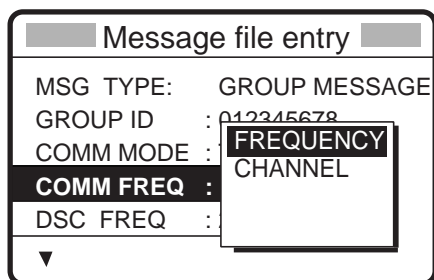 Message file entry
MSG TYPE: GROUP MESSAGE
GROUP ID : 012345678
COMM MODE :
COMM FREQ :
DSC FREQ :
FREQUENCY
CHANNEL
▼